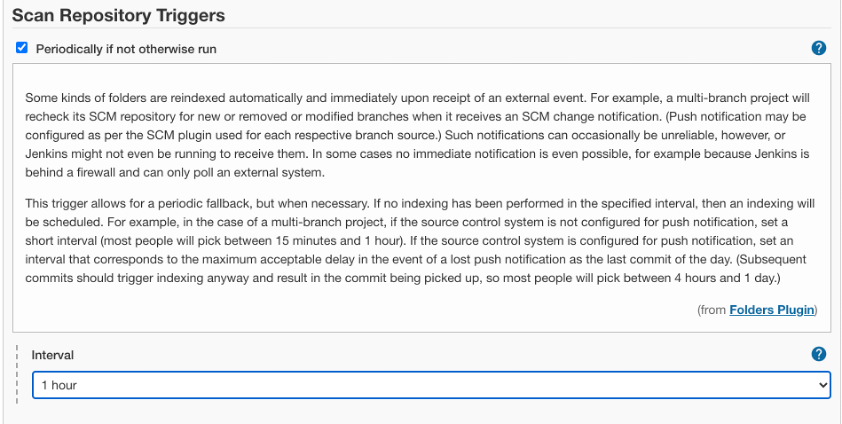 Scan Repository Triggers
Periodically if not otherwise run
Some kinds of folders are reindexed automatically and immediately upon receipt of an external event. For example, a multi-branch project will
recheck its SCM repository for new or removed or modified branches when it receives an SCM change notification. (Push notification may be
configured as per the SCM plugin used for each respective branch source.) Such notifications can occasionally be unreliable, however, or
Jenkins might not even be running to receive them. In some cases no immediate notification is even possible, for example because Jenkins is
behind a firewall and can only poll an external system.
This trigger allows for a periodic fallback, but when necessary. If no indexing has been performed in the specified interval, then an indexing will
be scheduled. For example, in the case of a multi-branch project, if the source control system is not configured for push notification, set a
short interval (most people will pick between 15 minutes and 1 hour). If the source control system is configured for push notification, set an
interval that corresponds to the maximum acceptable delay in the event of a lost push notification as the last commit of the day. (Subsequent
commits should trigger indexing anyway and result in the commit being picked up, so most people will pick between 4 hours and 1 day.)
(from Folders Plugin)
Interval
1 hour